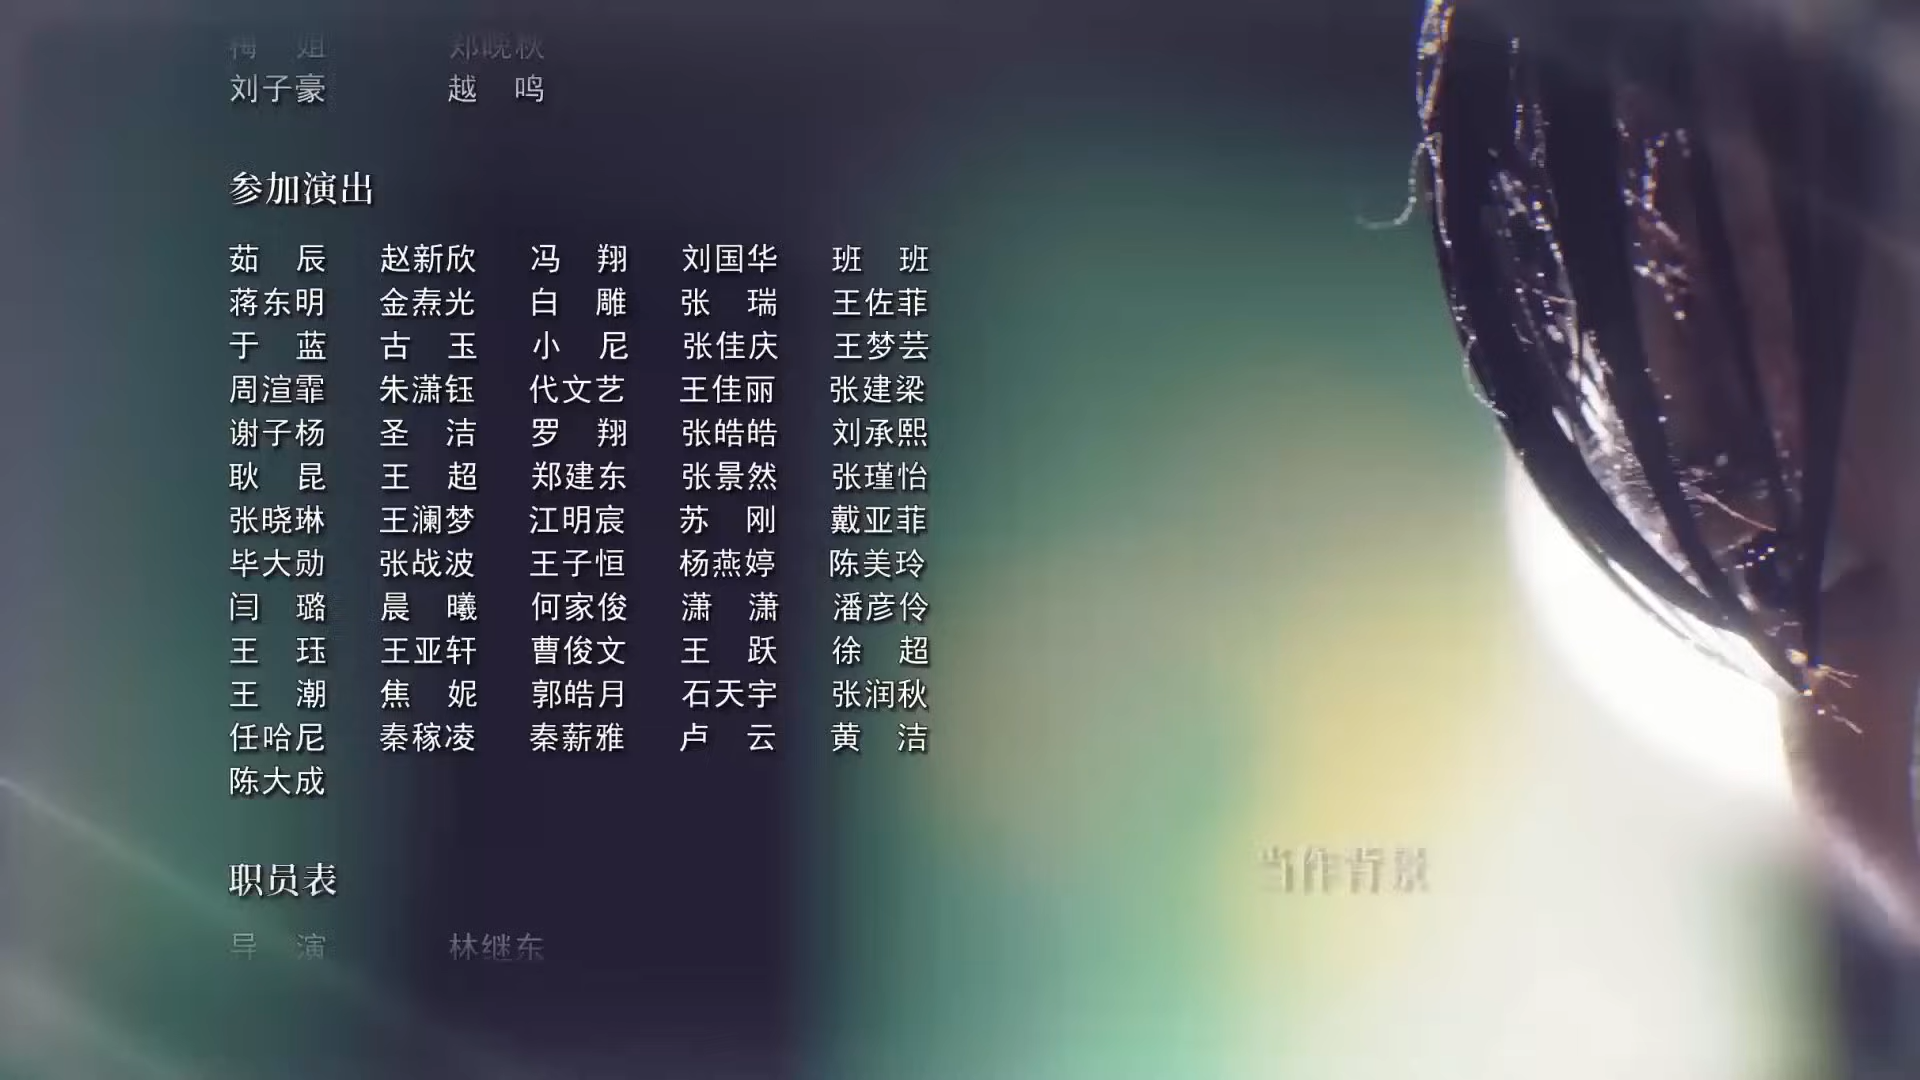 梅 姐 郑晚秋
刘子豪 越 鸣
参加演出
茹 辰 赵新欣 冯 翔 刘国华 班 班
蒋东明 金焘光 白 雕 张 瑞 王佐菲
于 蓝 古 玉 小 尼 张佳庆 王梦芸
周渲霏 朱潇钰 代文艺 王佳丽 张建梁
谢子杨 圣 洁 罗 翔 张皓皓 刘承熙
耿 昆 王 超 郑建东 张景然 张瑾怡
张晓琳 王澜梦 江明宸 苏 刚 戴亚菲
毕大勋 张战波 王子恒 杨燕婷 陈美玲
闫 璐 晨 曦 何家俊 潇 潇 潘彦伶
王 珏 王亚轩 曹俊文 王 跃 徐 超
王 潮 焦 妮 郭皓月 石天宇 张润秋
任哈尼 秦稼凌 秦薪雅 卢 云 黄 洁
陈大成
职员表
导 演 林继东
当作背景